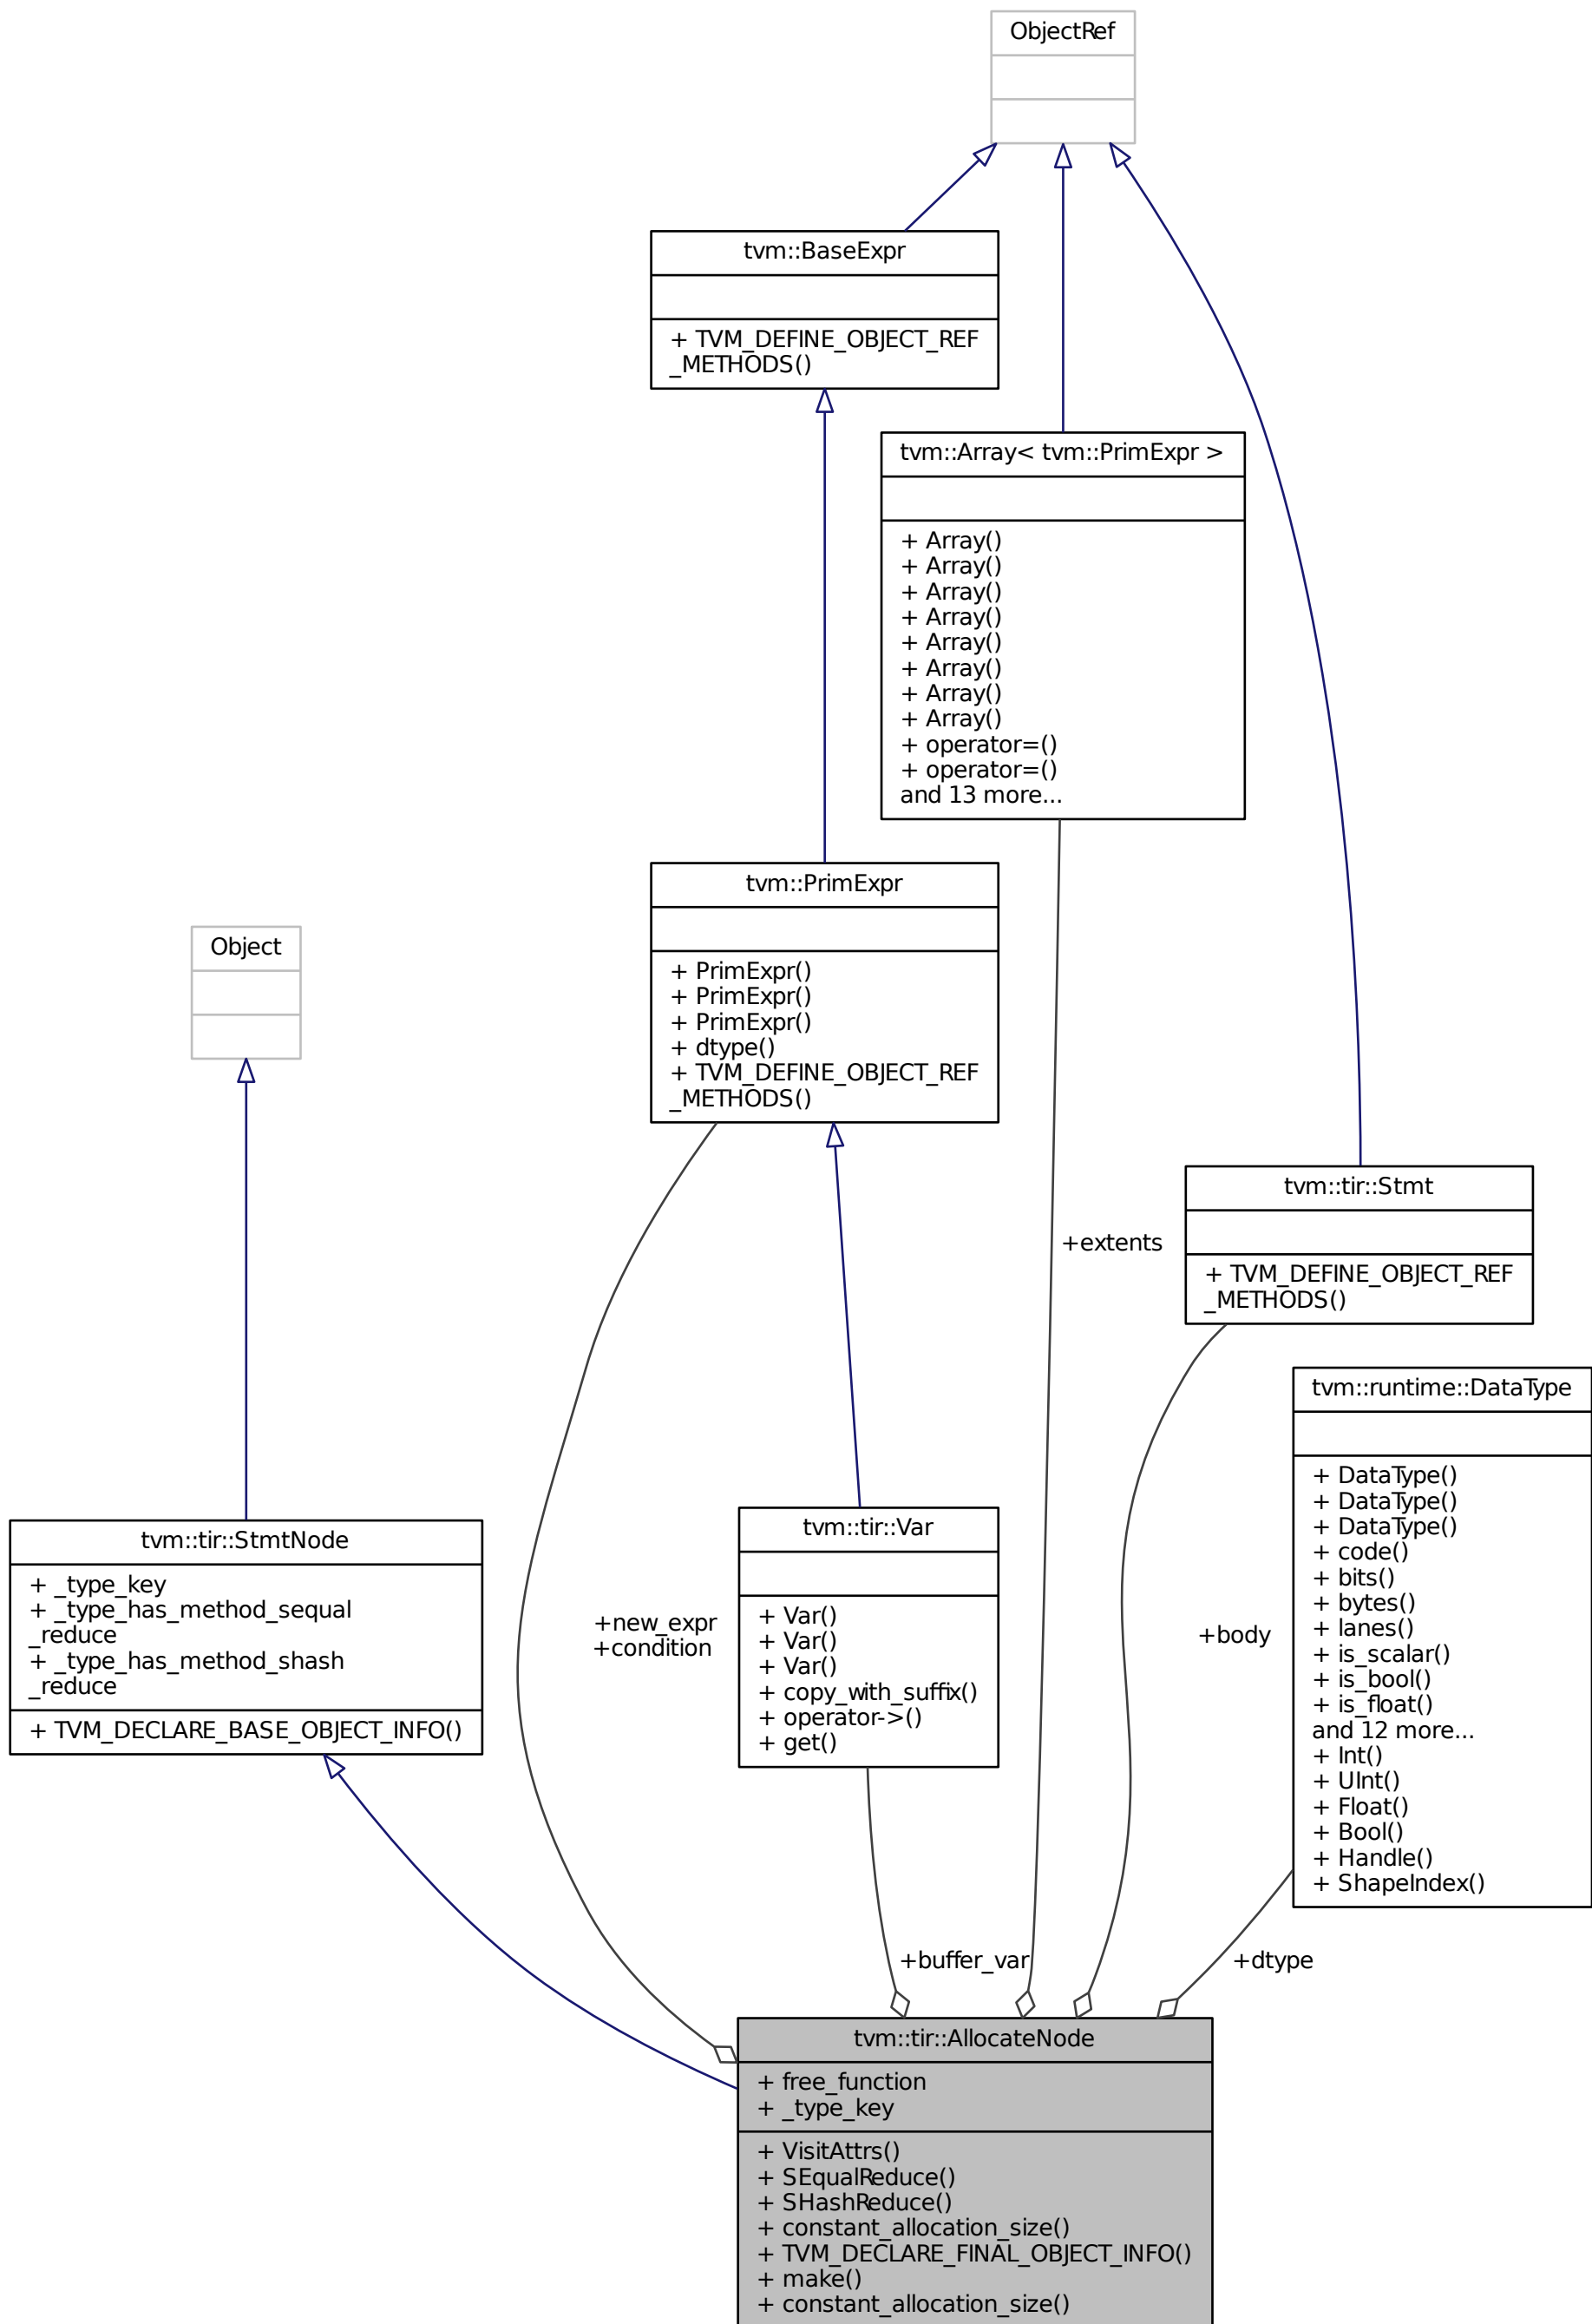 ObjectRef
tvm::BaseExpr
+ TVM_DEFINE_OBJECT_REF
_METHODS()
tvm::Array< tvm::PrimExpr >
+ Array()
+ Array()
+ Array()
+ Array()
+ Array()
+ Array()
+ Array()
+ Array()
+ operator=()
+ operator=()
and 13 more...
tvm::PrimExpr
+ PrimExpr()
+ PrimExpr()
+ PrimExpr()
+ dtype()
+ TVM_DEFINE_OBJECT_REF
_METHODS()
Object
tvm::tir::Stmt
+ TVM_DEFINE_OBJECT_REF
_METHODS()
+extents
tvm::runtime::DataType
+ DataType()
+ DataType()
+ DataType()
+ code()
+ bits()
+ bytes()
+ lanes()
+ is_scalar()
+ is_bool()
+ is_float()
and 12 more...
+ Int()
+ UInt()
+ Float()
+ Bool()
+ Handle()
+ ShapeIndex()
tvm::tir::StmtNode
+ _type_key
+ _type_has_method_sequal
_reduce
+ _type_has_method_shash
_reduce
+ TVM_DECLARE_BASE_OBJECT_INFO()
+new_expr
+condition
tvm::tir::Var
+ Var()
+ Var()
+ Var()
+ copy_with_suffix()
+ operator->()
+ get()
+body
+buffer_var
+dtype
tvm::tir::AllocateNode
+ free_function
+ _type_key
+ VisitAttrs()
+ SEqualReduce()
+ SHashReduce()
+ constant_allocation_size()
+ TVM_DECLARE_FINAL_OBJECT_INFO()
+ make()
+ constant_allocation_size()